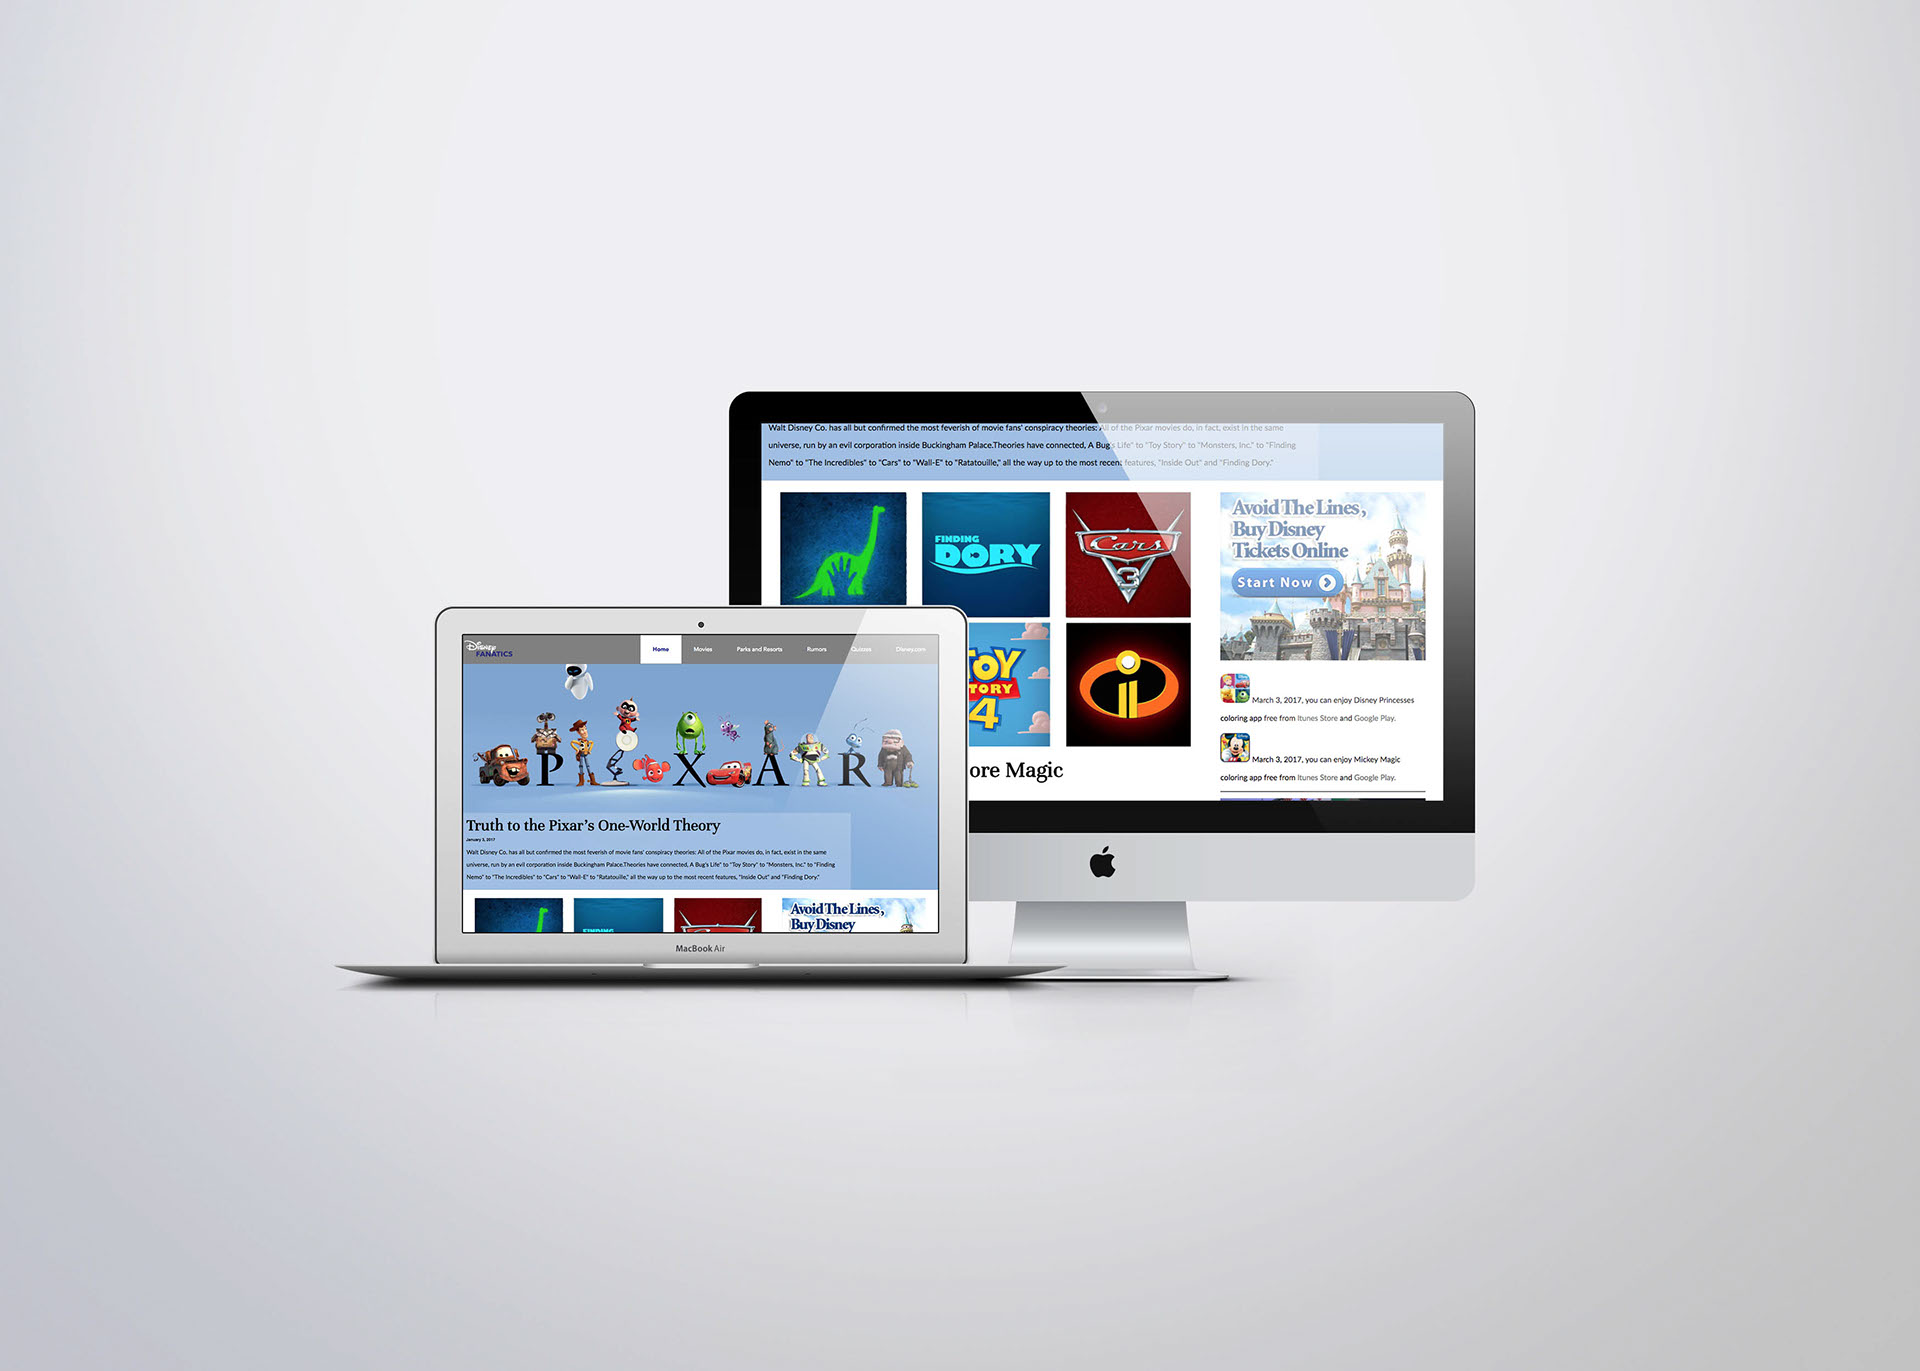 Walt Disney Co. has all but confirmed the most feverish of movie fans' conspiracy theories: All of the Pixar movies do, in fact, exist in the same
universe, run by an evil corporation inside Buckingham Palace.Theories have connected, A Bug's Life" to "Toy Story" to "Monsters, Inc." to "Finding
Nemo" to "The Incredibles" to "Cars" to "Wall-E" to "Ratatouille," all the way up to the most recent features, "Inside Out" and "Finding Dory."
FINDING
DORY
Cars
3
TOY
TORY
4
ore Magic
Avoid The Lines,
Buy Disney
Tickets Online
Start Now
March 3, 2017, you can enjoy Disney Princesses
coloring app free from Itunes Store and Google Play.
March 3, 2017, you can enjoy Mickey Magic
coloring app free from Itunes Store and Google Play.
Disney
FANATICS
Home Movies Parks and Resorts Rumors Quizzes Disney.com
PIXAR
Truth to the Pixar's One-World Theory
January 3, 2017
Walt Disney Co. has all but confirmed the most feverish of movie fans' conspiracy theories: All of the Pixar movies do, in fact, exist in the same
universe, run by an evil corporation inside Buckingham Palace.Theories have connected, A Bug's Life" to "Toy Story" to "Monsters, Inc." to "Finding
Nemo" to "The Incredibles" to "Cars" to "Wall-E" to "Ratatouille," all the way up to the most recent features, "Inside Out" and "Finding Dory."
FINDING
Avoid The Lines,
Buy Disney
MacBook Air